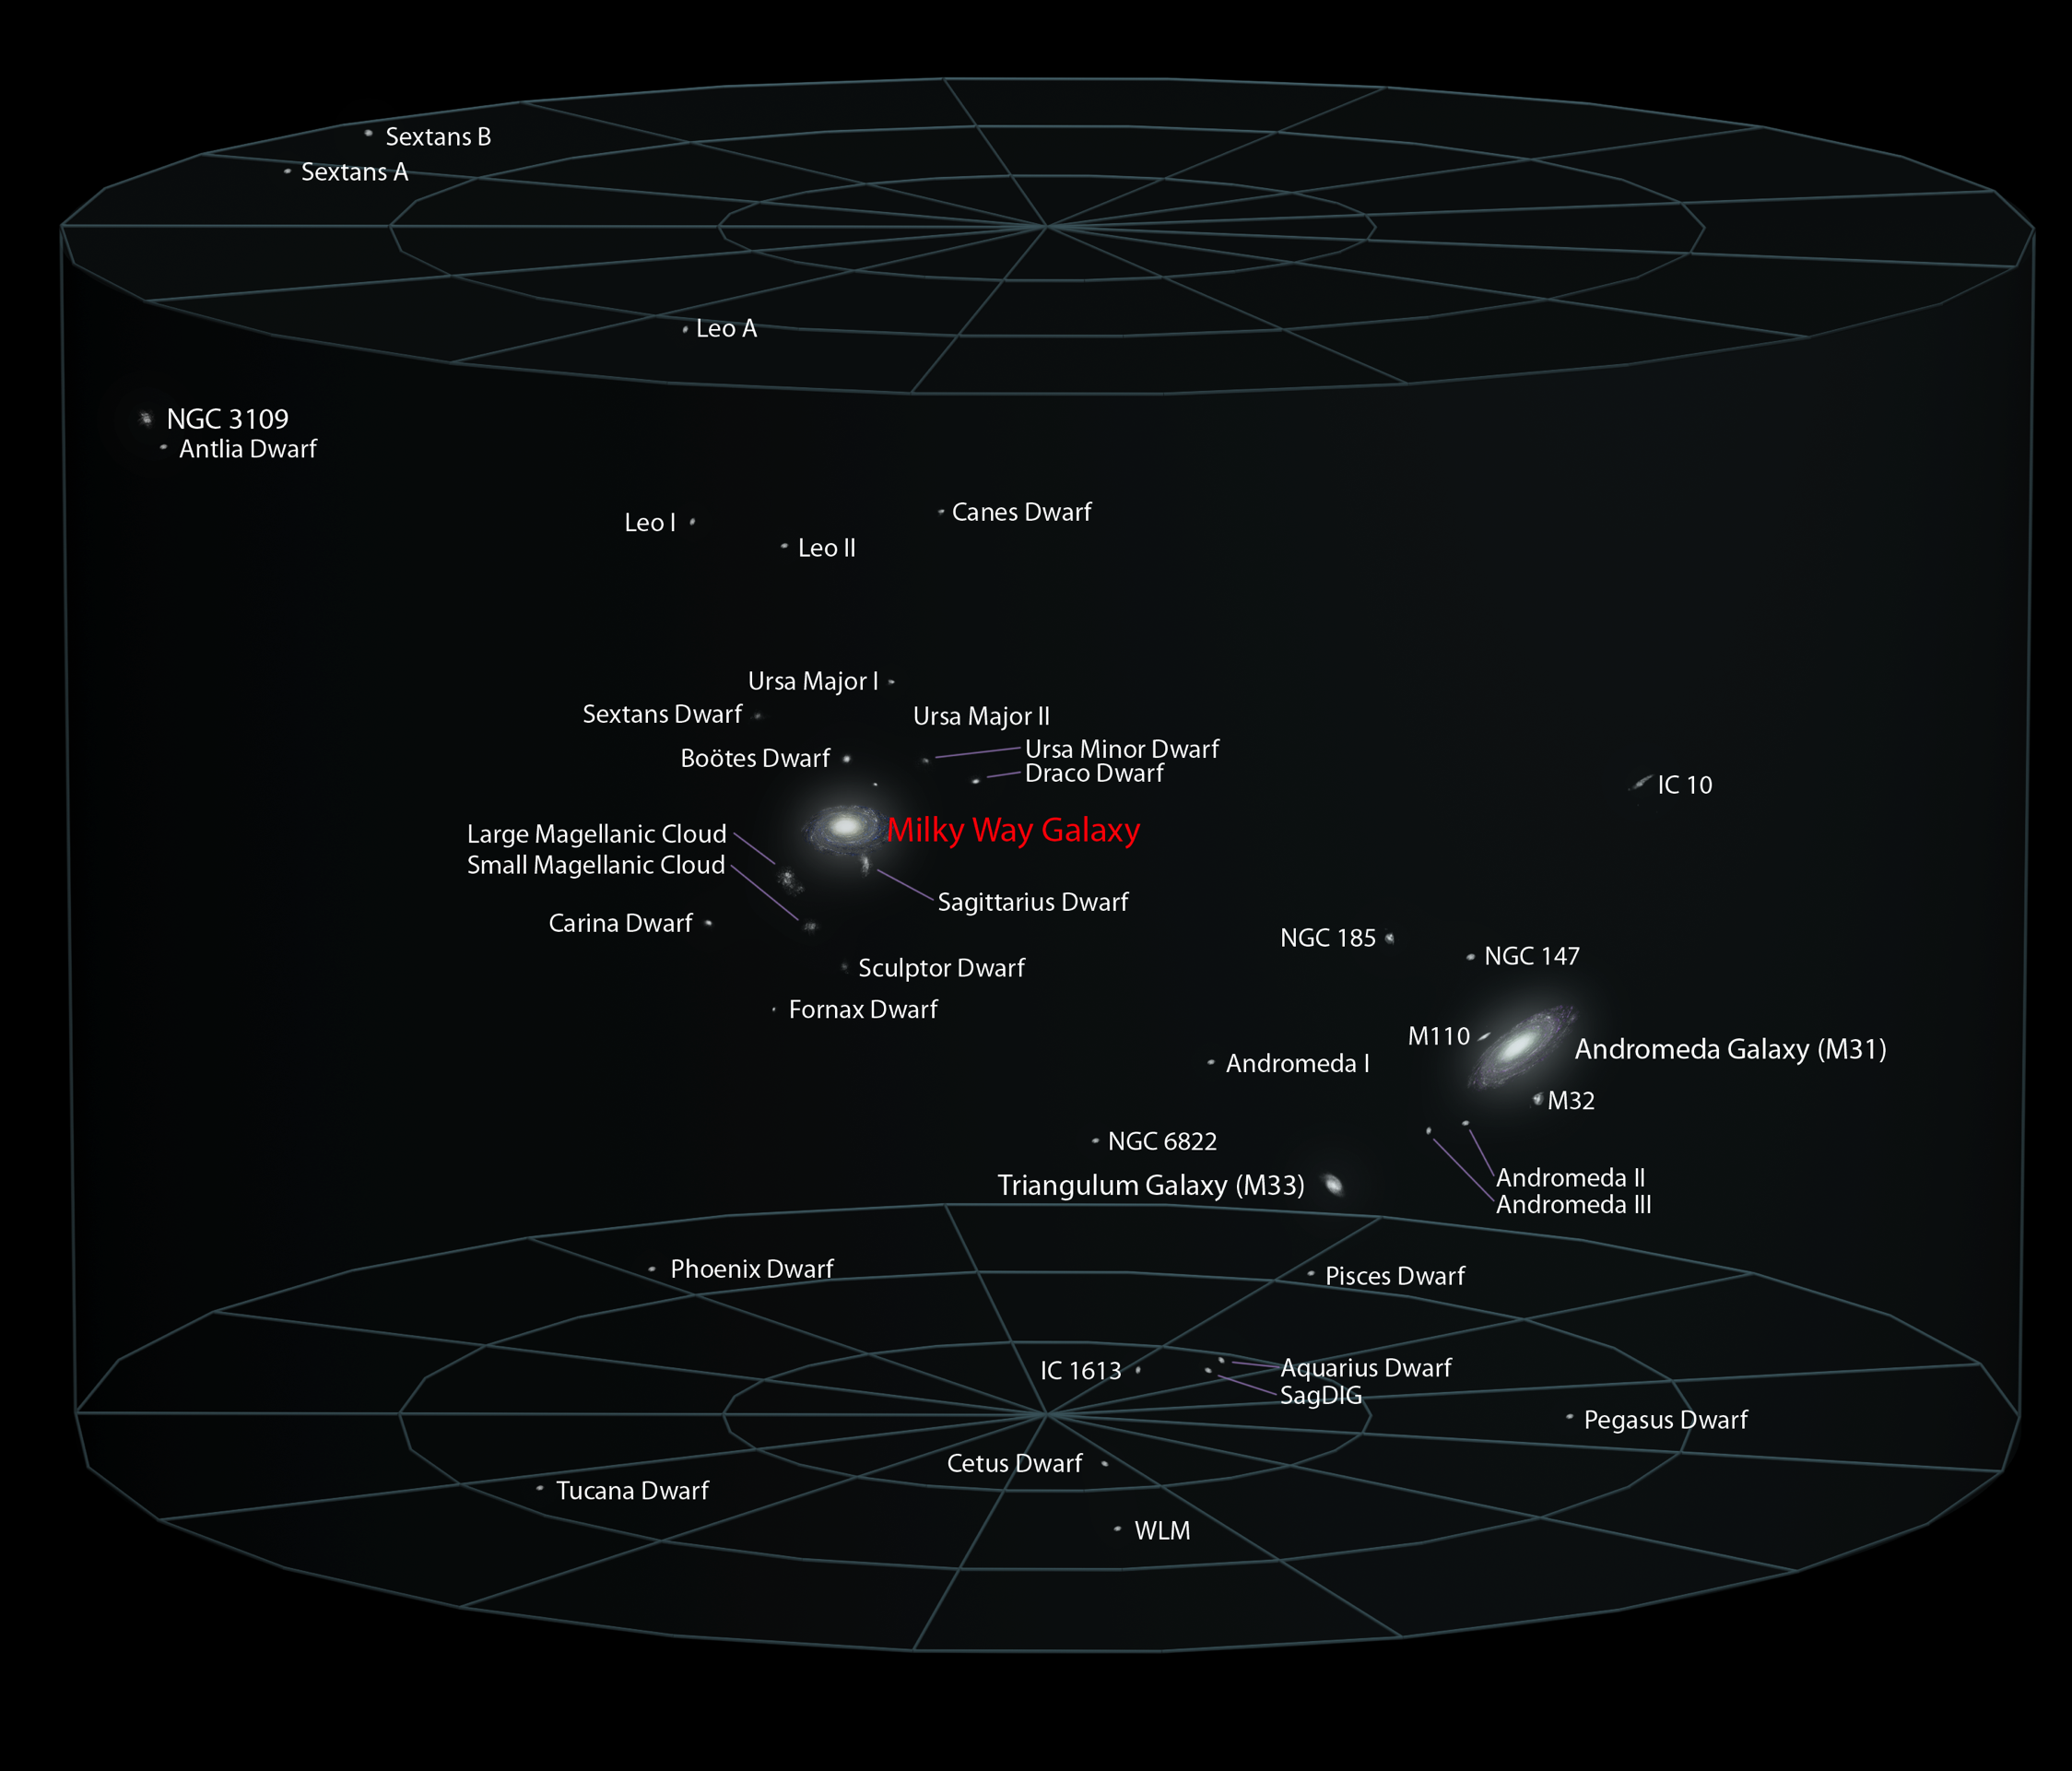 Sextans B
Sextans A
Leo A
NGC 3109
Antlia Dwarf
Canes Dwarf
Leo I
Leo II
Ursa Major I
Sextans Dwarf
Ursa Major II
Ursa Minor Dwarf
Boötes Dwarf
Draco Dwarf
IC 10
Milky Way Galaxy
Large Magellanic Cloud
Small Magellanic Cloud
Sagittarius Dwarf
Carina Dwarf
NGC 185
NGC 147
Sculptor Dwarf
Fornax Dwarf
M110
Andromeda Galaxy (M31)
Andromeda I
M32
NGC 6822
Andromeda II
Triangulum Galaxy (M33)
Andromeda III
Phoenix Dwarf
Pisces Dwarf
IC 1613
Aquarius Dwarf
SagDIG
Pegasus Dwarf
Cetus Dwarf
Tucana Dwarf
WLM